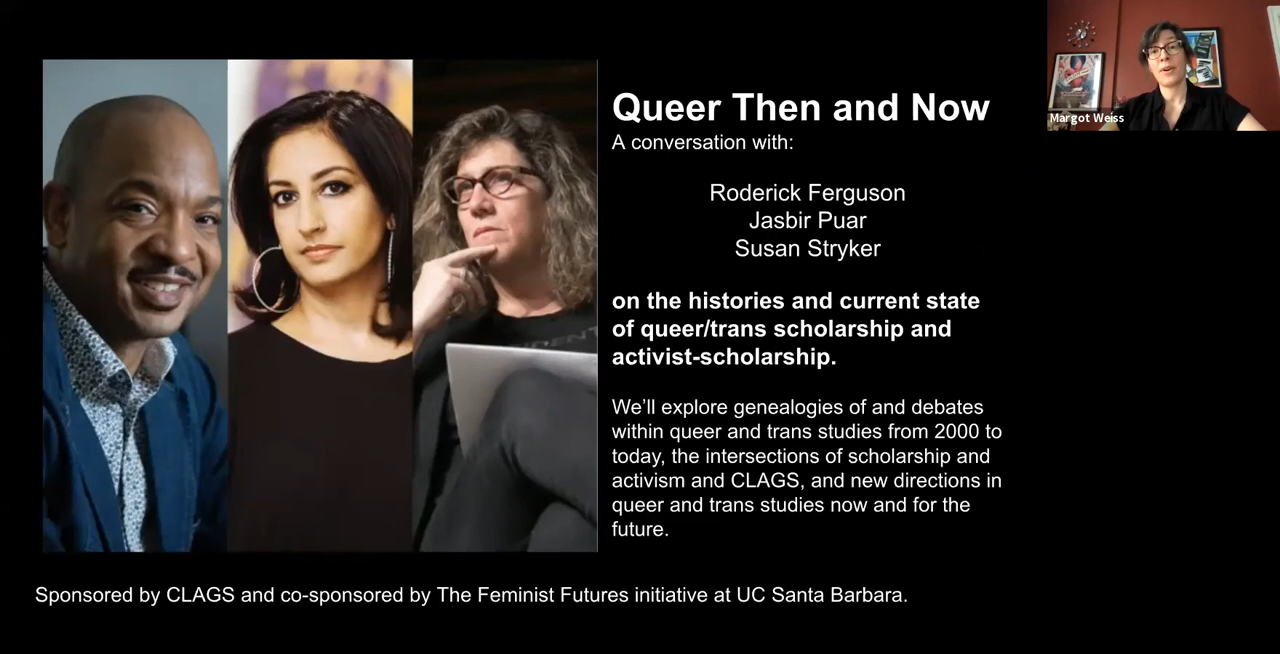 Queer Then and Now
A conversation with:
Roderick Ferguson
Jasbir Puar
Susan Stryker
on the histories and current state
of queer/trans scholarship and
activist-scholarship.
We’ll explore genealogies of and debates
within queer and trans studies from 2000 to
today, the intersections of scholarship and
activism and CLAGS, and new directions in
queer and trans studies now and for the
future.
Sponsored by CLAGS and co-sponsored by The Feminist Futures initiative at UC Santa Barbara.
Margot Weiss